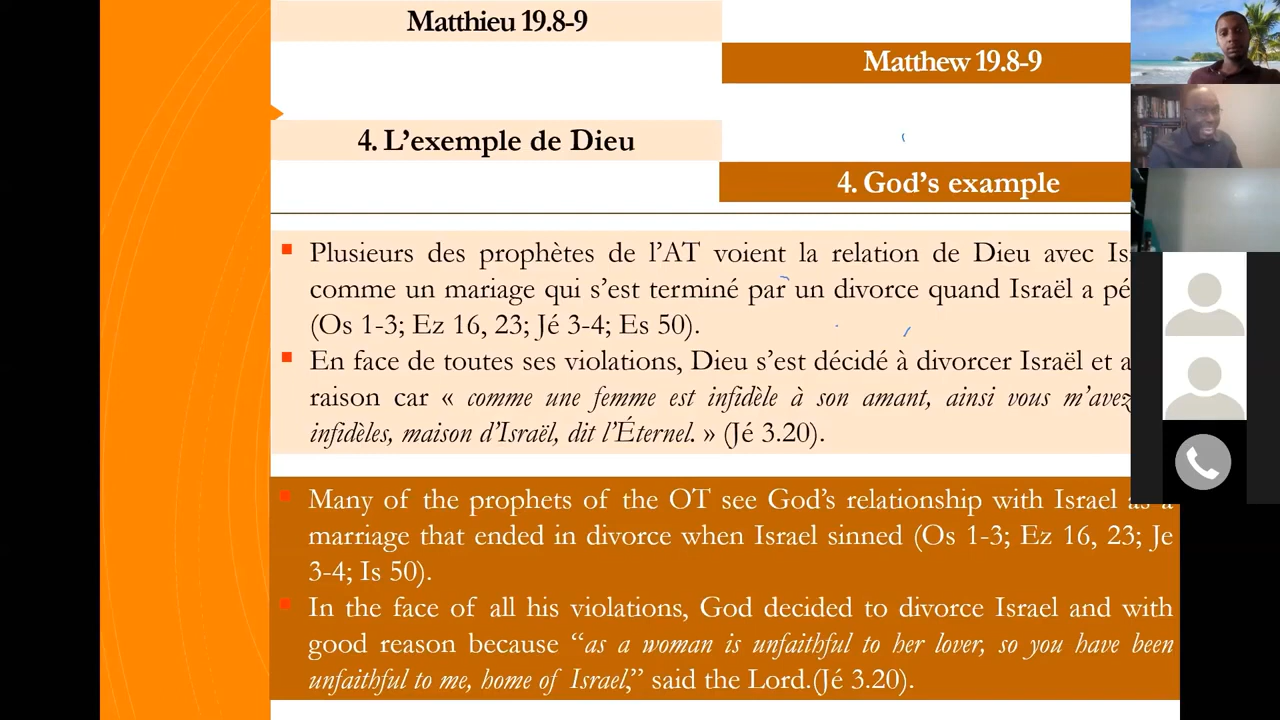 Matthieu 19.8-9
Matthew 19.8-9
4. L’exemple de Dieu
4. God’s example
▪ Plusieurs des prophètes de l’AT voient la relation de Dieu avec
comme un mariage qui s’est terminé par un divorce quand Israël a
(Os 1-3; Ez 16, 23; Jé 3-4; Es 50).
▪ En face de toutes ses violations, Dieu s’est décidé à divorcer Israël et
raison car « comme une femme est infidèle à son amant, ainsi vous m’avez
infidèles, maison d’Israël, dit l’Éternel. » (Jé 3.20).
▪ Many of the prophets of the OT see God’s relationship with Israel as a
marriage that ended in divorce when Israel sinned (Os 1-3; Ez 16, 23; Je
3-4; Is 50).
▪ In the face of all his violations, God decided to divorce Israel and with
good reason because “as a woman is unfaithful to her lover, so you have been
unfaithful to me, home of Israel,” said the Lord.(Jé 3.20).